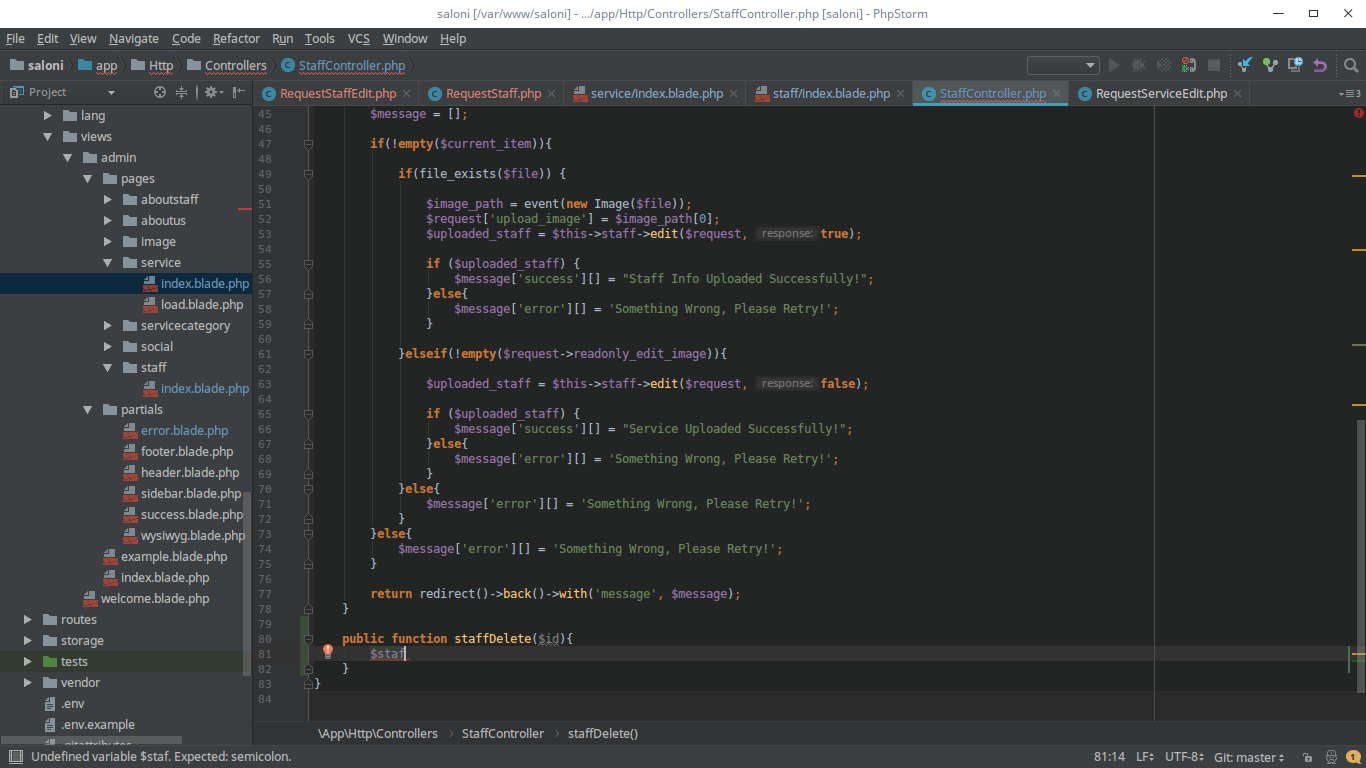 saloni [/var/www/saloni] - .../app/Http/Controllers/StaffController.php [saloni] - PhpStorm
File Edit View Navigate Code Refactor Run Tools VCS Window Help
saloni app Http Controllers StaffController.php
Project
RequestStaffEdit.php RequestStaff.php service/index.blade.php staff/index.blade.php StaffController.php RequestServiceEdit.php 3
lang
views
admin
pages
aboutstaff
aboutus
image
service
index.blade.php
load.blade.php
servicecategory
social
staff
index.blade.php
partials
error.blade.php
footer.blade.php
header.blade.php
sidebar.blade.php
success.blade.php
wysiwyg.blade.php
example.blade.php
index.blade.php
welcome.blade.php
routes
storage
tests
vendor
.env
.env.example
.gitattributes
45 $message = [];
46
47 if(!empty($current_item)){
48
49 if(file_exists($file)) {
50
51 $image_path = event(new Image($file));
52 $request['upload_image'] = $image_path[0];
53 $uploaded_staff = $this->staff->edit($request, response: true);
54
55 if ($uploaded_staff) {
56 $message['success'][] = "Staff Info Uploaded Successfully!";
57 }else{
58 $message['error'][] = 'Something Wrong, Please Retry!';
59 }
60
61 }elseif(!empty($request->readonly_edit_image)){
62
63 $uploaded_staff = $this->staff->edit($request, response: false);
64
65 if ($uploaded_staff) {
66 $message['success'][] = "Service Uploaded Successfully!";
67 }else{
68 $message['error'][] = 'Something Wrong, Please Retry!';
69 }
70 }else{
71 $message['error'][] = 'Something Wrong, Please Retry!';
72 }
73 }else{
74 $message['error'][] = 'Something Wrong, Please Retry!';
75 }
76
77 return redirect()->back()->with('message', $message);
78 }
79
80 public function staffDelete($id){
81 $staf
82 }
83 }
84
\App\Http\Controllers StaffController staffDelete()
Undefined variable $staf. Expected: semicolon. 81:14 LF UTF-8 Git: master 1